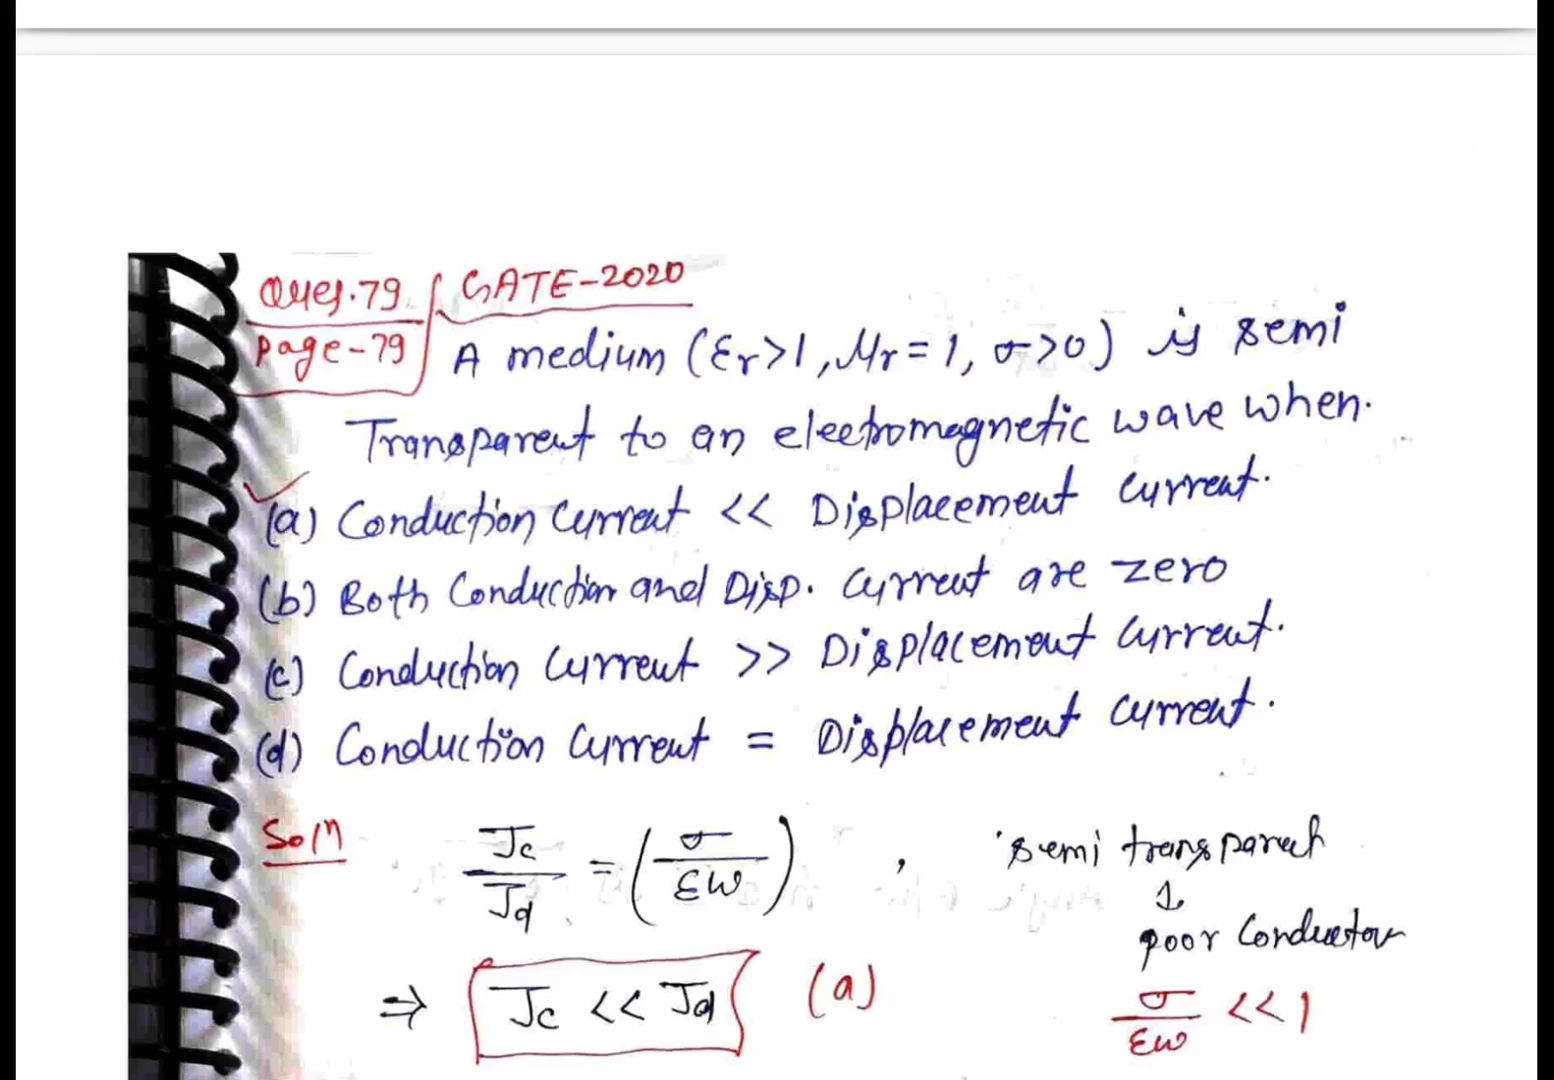 Ques.79 GATE-2020
Page-79 A medium (εr>1, μr=1, σ>0) is semi
Transparent to an electromagnetic wave when.
(a) Conduction Current << Displacement Current.
(b) Both Conduction and Disp. Current are zero
(c) Conduction Current >> Displacement Current.
(d) Conduction Current = Displacement Current.
Soln Jc/Jd = (σ/εω) , semi transparent
poor Conductor
⇒ Jc << Jd (a) σ/εω << 1